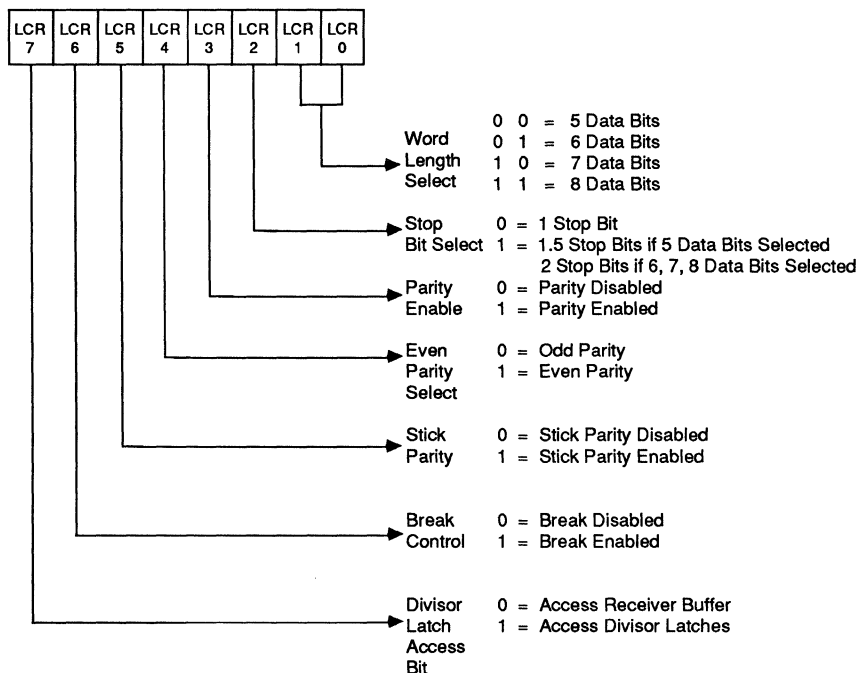 LCR 7 LCR 6 LCR 5 LCR 4 LCR 3 LCR 2 LCR 1 LCR 0
Word Length Select
0 0 = 5 Data Bits
0 1 = 6 Data Bits
1 0 = 7 Data Bits
1 1 = 8 Data Bits
Stop Bit Select
0 = 1 Stop Bit
1 = 1.5 Stop Bits if 5 Data Bits Selected
2 Stop Bits if 6, 7, 8 Data Bits Selected
Parity Enable
0 = Parity Disabled
1 = Parity Enabled
Even Parity Select
0 = Odd Parity
1 = Even Parity
Stick Parity
0 = Stick Parity Disabled
1 = Stick Parity Enabled
Break Control
0 = Break Disabled
1 = Break Enabled
Divisor Latch Access Bit
0 = Access Receiver Buffer
1 = Access Divisor Latches